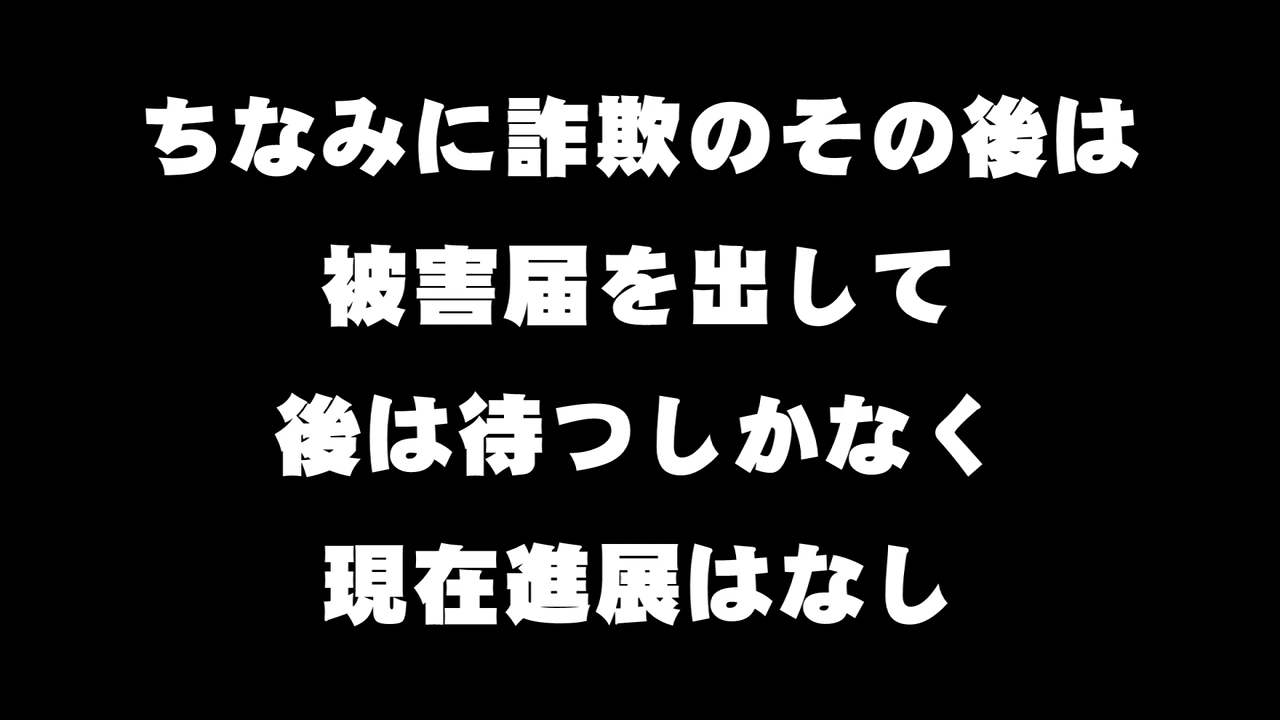 ちなみに詐欺のその後は
被害届を出して
後は待つしかなく
現在進展はなし